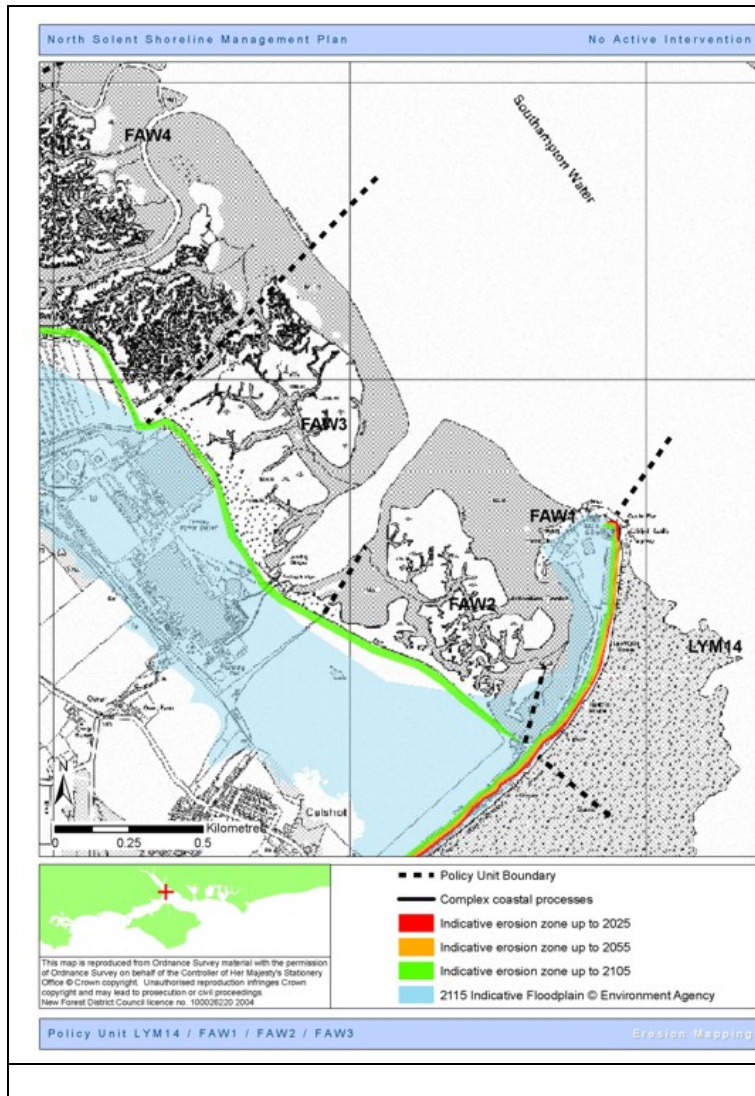 North Solent Shoreline Management Plan
No Active Intervention
FAW4
Southampton Water
FAW3
FAW1
FAW2
LYM14
N
Calshot
Kilometres
0 0.25 0.5
Policy Unit Boundary
Complex coastal processes
Indicative erosion zone up to 2025
Indicative erosion zone up to 2055
Indicative erosion zone up to 2105
2115 Indicative Floodplain © Environment Agency
This map is reproduced from Ordnance Survey material with the permission
of Ordnance Survey on behalf of the Controller of Her Majesty's Stationery
Office © Crown copyright. Unauthorised reproduction infringes Crown
copyright and may lead to prosecution or civil proceedings.
New Forest District Council licence no. 100026220 2004
Policy Unit LYM14 / FAW1 / FAW2 / FAW3
Erosion Mapping